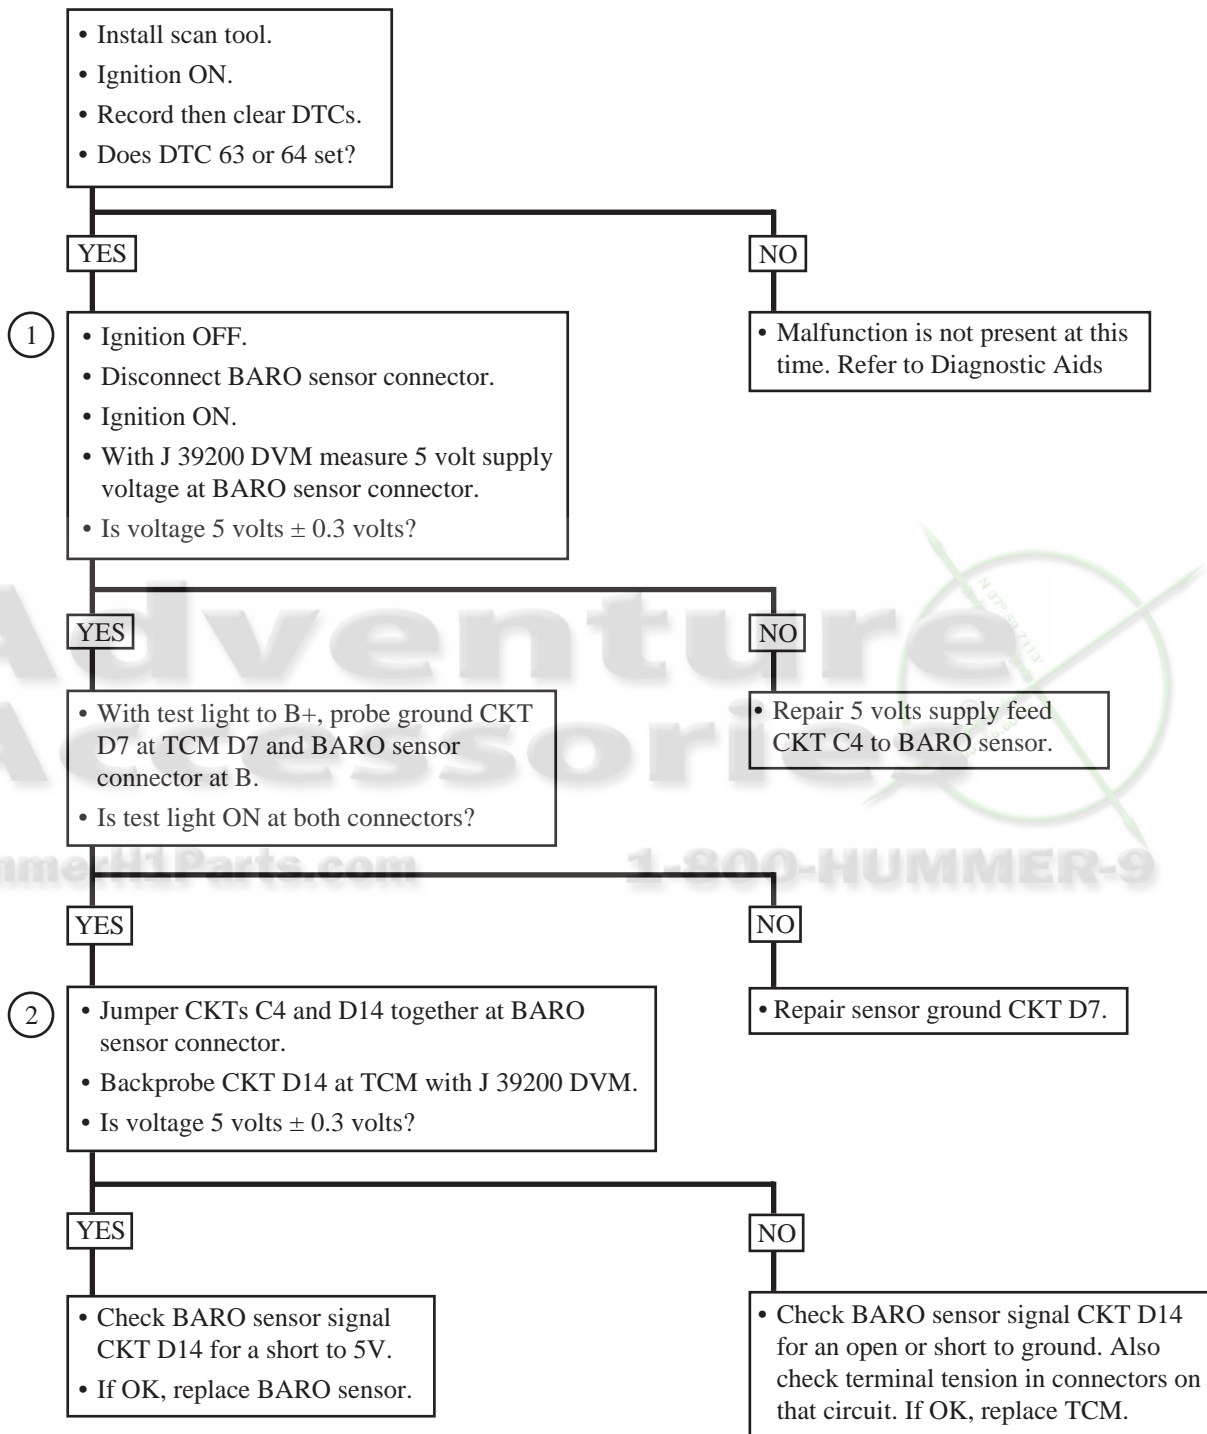 • Install scan tool.
• Ignition ON.
• Record then clear DTCs.
• Does DTC 63 or 64 set?
YES
NO
1
• Ignition OFF.
• Disconnect BARO sensor connector.
• Ignition ON.
• With J 39200 DVM measure 5 volt supply
voltage at BARO sensor connector.
• Is voltage 5 volts ± 0.3 volts?
• Malfunction is not present at this
time. Refer to Diagnostic Aids
Adventure
Accessories
N 37° 50.7113'
YES
NO
• With test light to B+, probe ground CKT
D7 at TCM D7 and BARO sensor
connector at B.
• Is test light ON at both connectors?
• Repair 5 volts supply feed
CKT C4 to BARO sensor.
mmerH1Parts.com
1-800-HUMMER-9
YES
NO
2
• Jumper CKTs C4 and D14 together at BARO
sensor connector.
• Backprobe CKT D14 at TCM with J 39200 DVM.
• Is voltage 5 volts ± 0.3 volts?
• Repair sensor ground CKT D7.
YES
NO
• Check BARO sensor signal
CKT D14 for a short to 5V.
• If OK, replace BARO sensor.
• Check BARO sensor signal CKT D14
for an open or short to ground. Also
check terminal tension in connectors on
that circuit. If OK, replace TCM.